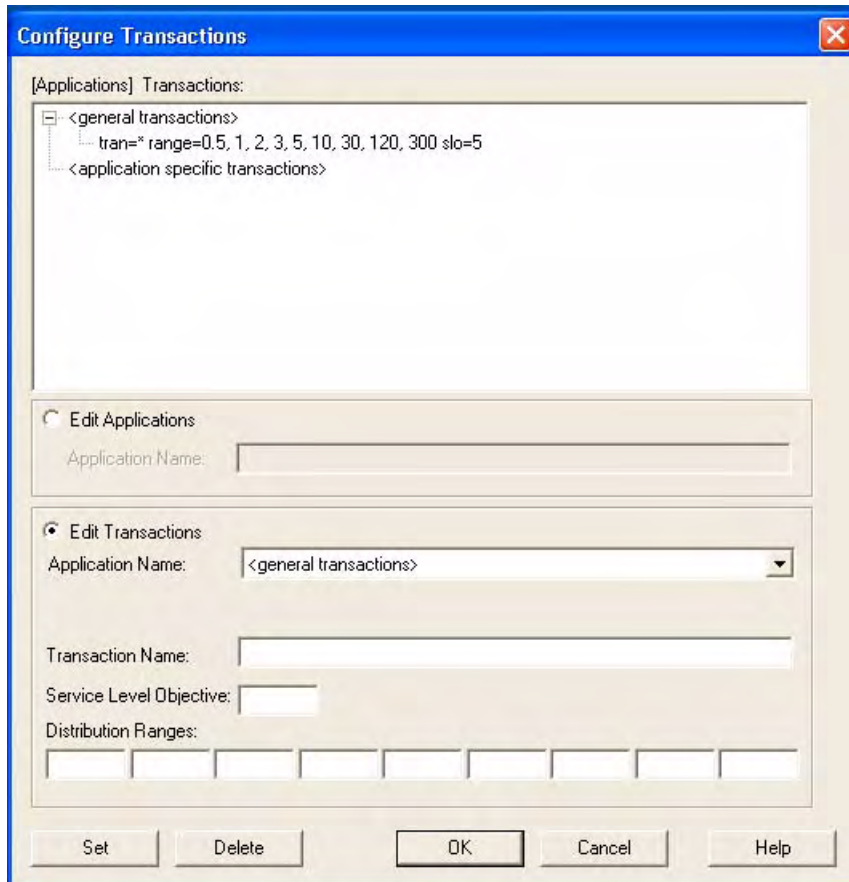 Configure Transactions
[Applications] Transactions:
<general transactions>
tran=* range=0.5, 1, 2, 3, 5, 10, 30, 120, 300 slo=5
<application specific transactions>
Edit Applications
Application Name:
Edit Transactions
Application Name: <general transactions>
Transaction Name:
Service Level Objective:
Distribution Ranges:
Set Delete OK Cancel Help